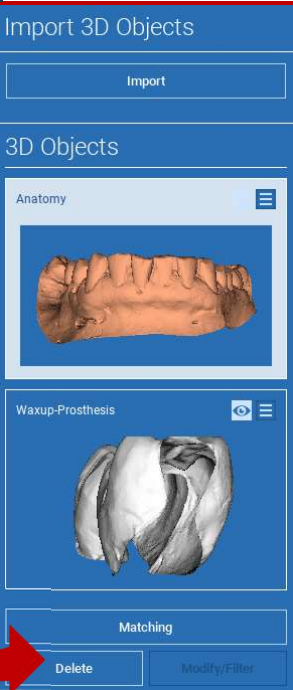 Import 3D Objects
Import
3D Objects
Anatomy
Waxup-Prosthesis
Matching
Delete
Modify/Filter